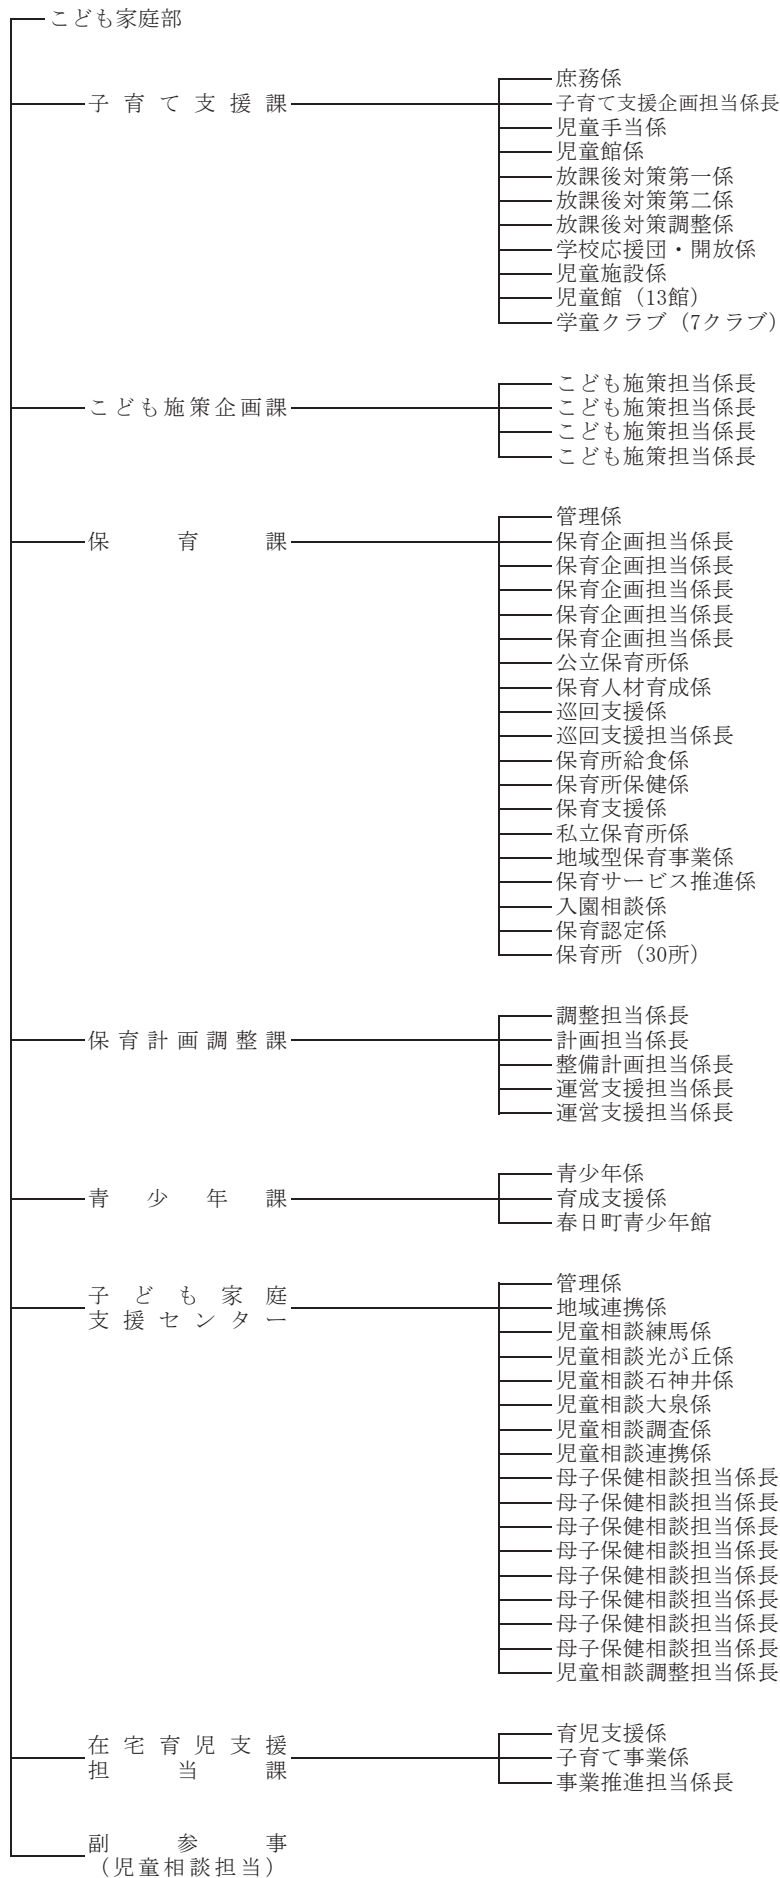 こども家庭部
子育て支援課
庶務係
子育て支援企画担当係長
児童手当係
児童館係
放課後対策第一係
放課後対策第二係
放課後対策調整係
学校応援団・開放係
児童施設係
児童館（13館）
学童クラブ（7クラブ）
こども施策企画課
こども施策担当係長
こども施策担当係長
こども施策担当係長
こども施策担当係長
保育課
管理係
保育企画担当係長
保育企画担当係長
保育企画担当係長
保育企画担当係長
保育企画担当係長
公立保育所係
保育人材育成係
巡回支援係
巡回支援担当係長
保育所給食係
保育所保健係
保育支援係
私立保育所係
地域型保育事業係
保育サービス推進係
入園相談係
保育認定係
保育所（30所）
保育計画調整課
調整担当係長
計画担当係長
整備計画担当係長
運営支援担当係長
運営支援担当係長
青少年課
青少年係
育成支援係
春日町青少年館
子ども家庭
支援センター
管理係
地域連携係
児童相談練馬係
児童相談光が丘係
児童相談石神井係
児童相談大泉係
児童相談調査係
児童相談連携係
母子保健相談担当係長
母子保健相談担当係長
母子保健相談担当係長
母子保健相談担当係長
母子保健相談担当係長
母子保健相談担当係長
母子保健相談担当係長
母子保健相談担当係長
児童相談調整担当係長
在宅育児支援
担当課
育児支援係
子育て事業係
事業推進担当係長
副参事
（児童相談担当）